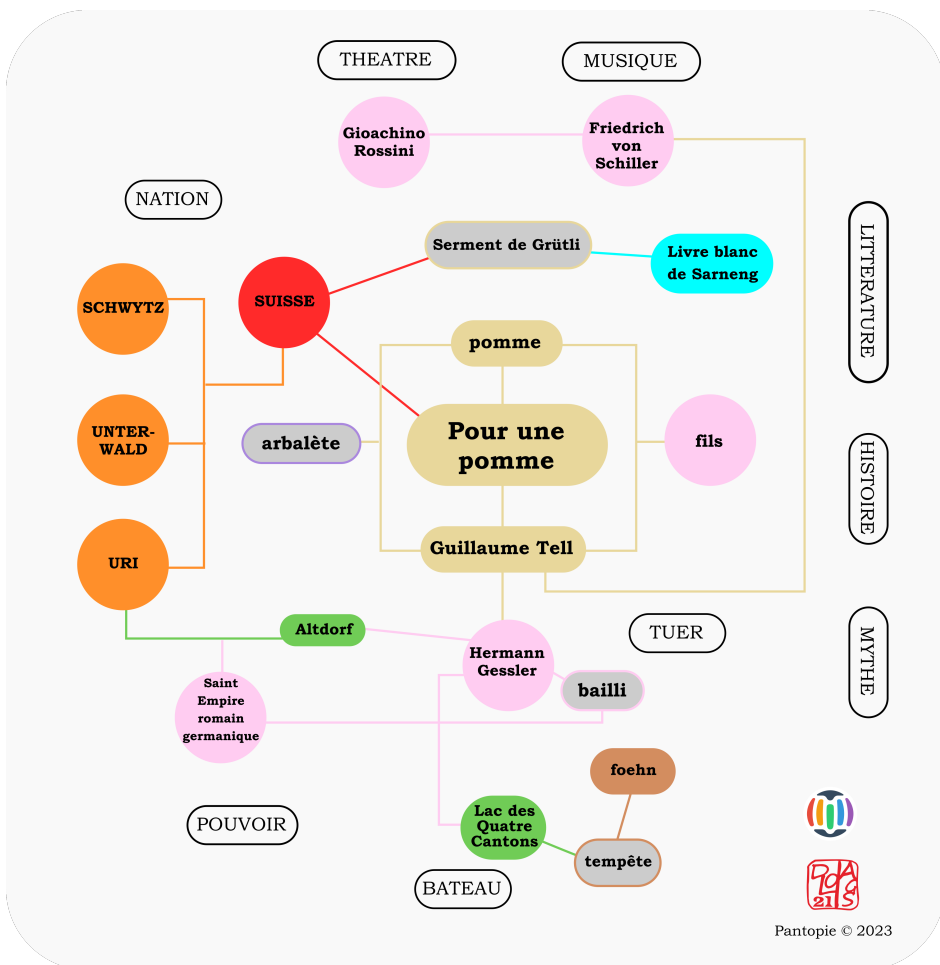 THEATRE
MUSIQUE
Gioachino
Rossini
Friedrich
von
Schiller
NATION
LITTERATURE
Serment de Grütli
Livre blanc
de Sarneng
SCHWYTZ
SUISSE
pomme
UNTER-
WALD
arbalète
Pour une
pomme
fils
HISTOIRE
URI
Guillaume Tell
Altdorf
TUER
MYTHE
Hermann
Gessler
bailli
Saint
Empire
romain
germanique
foehn
POUVOIR
Lac des
Quatre
Cantons
tempête
BATEAU
21
Pantopie © 2023